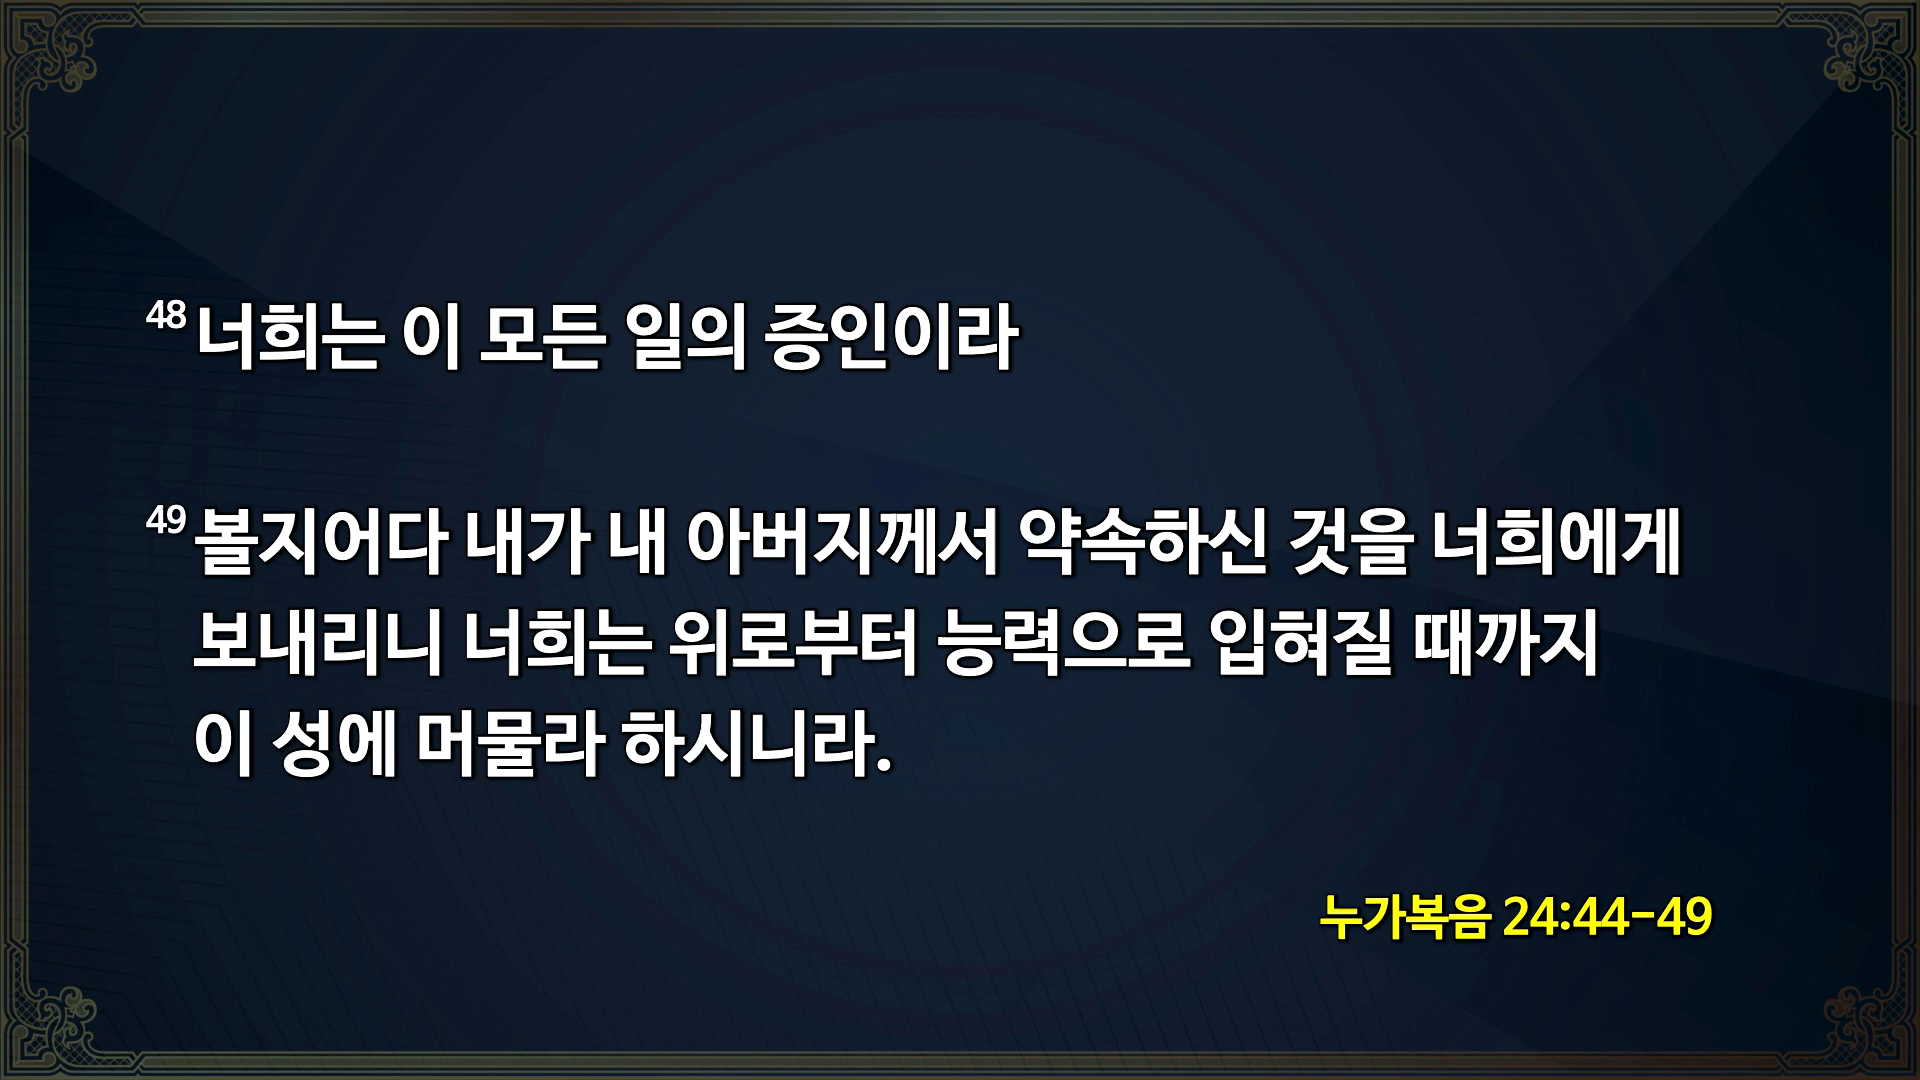 48 너희는 이 모든 일의 증인이라
49 볼지어다 내가 내 아버지께서 약속하신 것을 너희에게
보내리니 너희는 위로부터 능력으로 입혀질 때까지
이 성에 머물라 하시니라.
누가복음 24:44-49